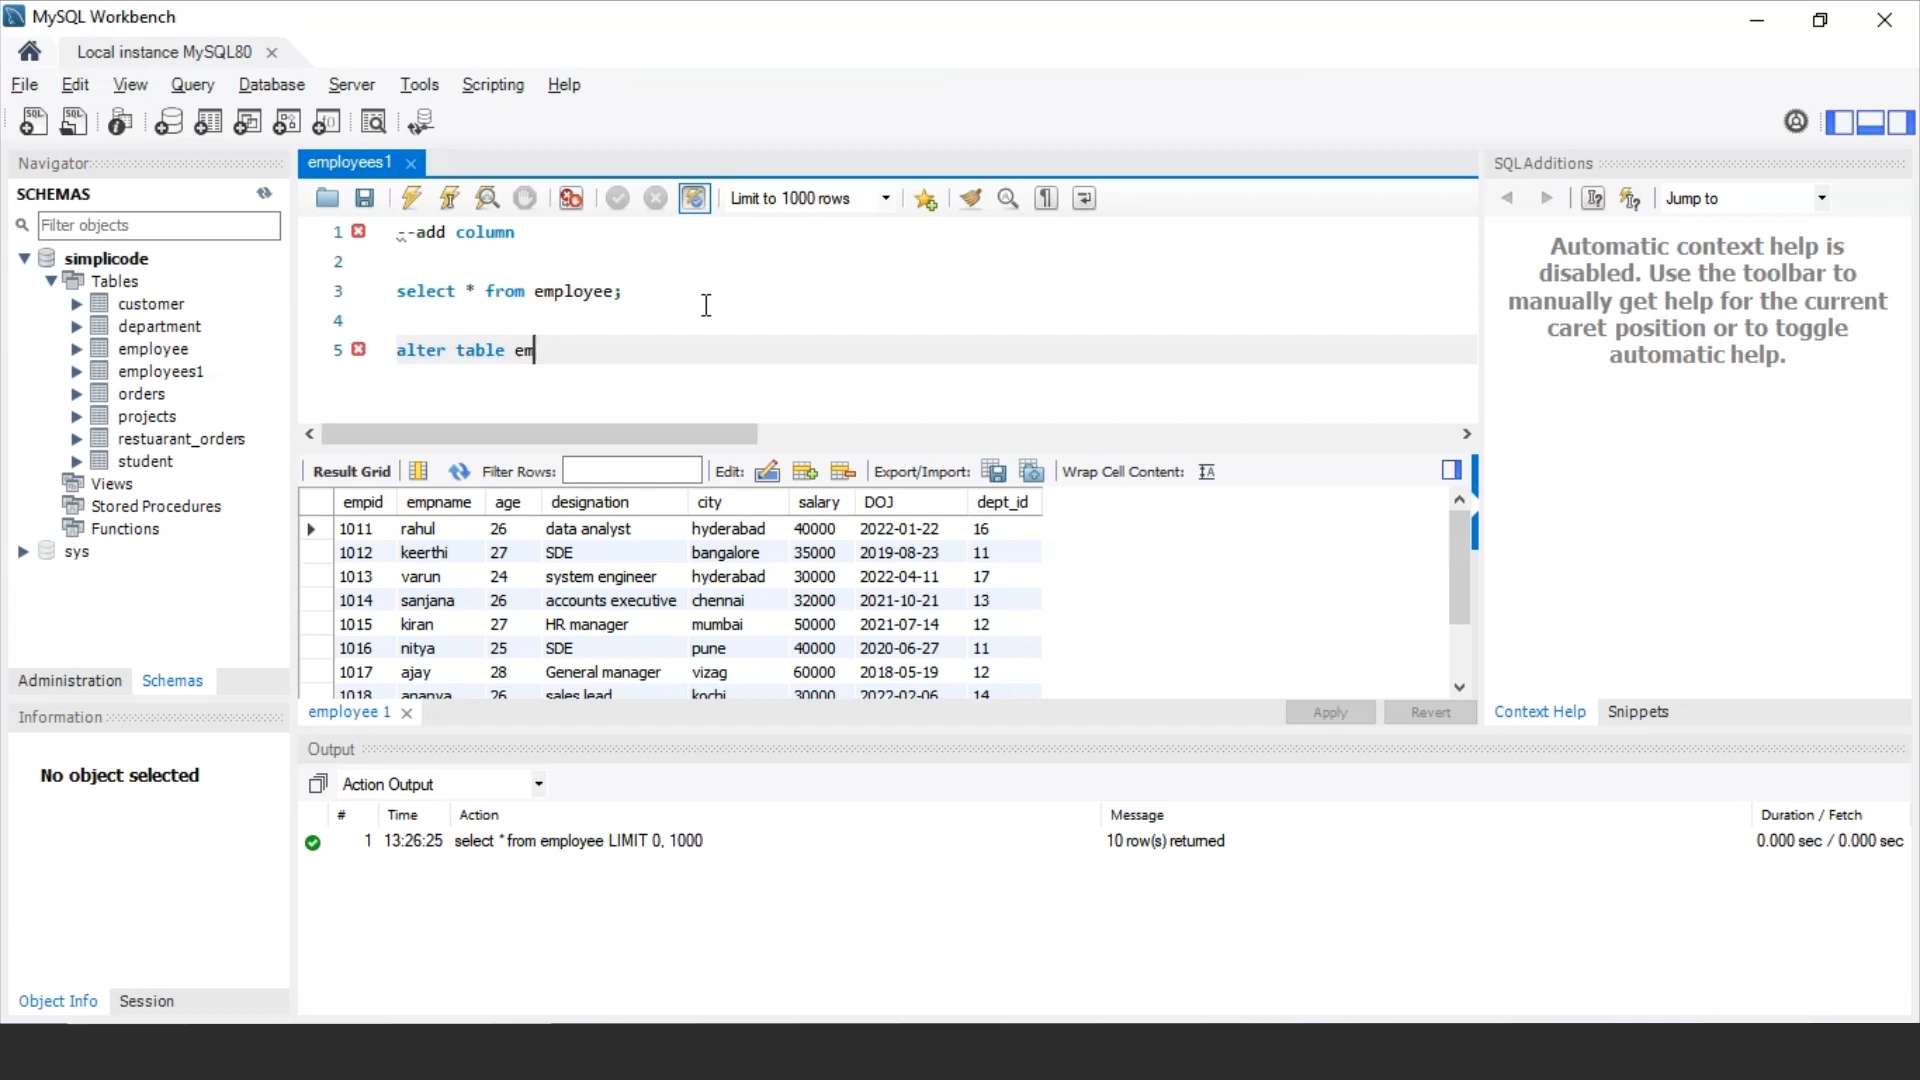 MySQL Workbench
Local instance MySQL80
File Edit View Query Database Server Tools Scripting Help
Navigator
SCHEMAS
Filter objects
simplicode
Tables
customer
department
employee
employees1
orders
projects
restuarant_orders
student
Views
Stored Procedures
Functions
sys
Administration Schemas
Information
No object selected
Object Info Session
employees1
Limit to 1000 rows
1 --add column
2
3 select * from employee;
4
5 alter table em
Result Grid Filter Rows: Edit: Export/Import: Wrap Cell Content:
empid empname age designation city salary DOJ dept_id
1011 rahul 26 data analyst hyderabad 40000 2022-01-22 16
1012 keerthi 27 SDE bangalore 35000 2019-08-23 11
1013 varun 24 system engineer hyderabad 30000 2022-04-11 17
1014 sanjana 26 accounts executive chennai 32000 2021-10-21 13
1015 kiran 27 HR manager mumbai 50000 2021-07-14 12
1016 nitya 25 SDE pune 40000 2020-06-27 11
1017 ajay 28 General manager vizag 60000 2018-05-19 12
1018 ananya 26 sales lead kochi 30000 2022-02-06 14
employee 1
Apply Revert
SQLAdditions
Jump to
Automatic context help is
disabled. Use the toolbar to
manually get help for the current
caret position or to toggle
automatic help.
Context Help Snippets
Output
Action Output
# Time Action Message Duration / Fetch
1 13:26:25 select * from employee LIMIT 0, 1000 10 row(s) returned 0.000 sec / 0.000 sec